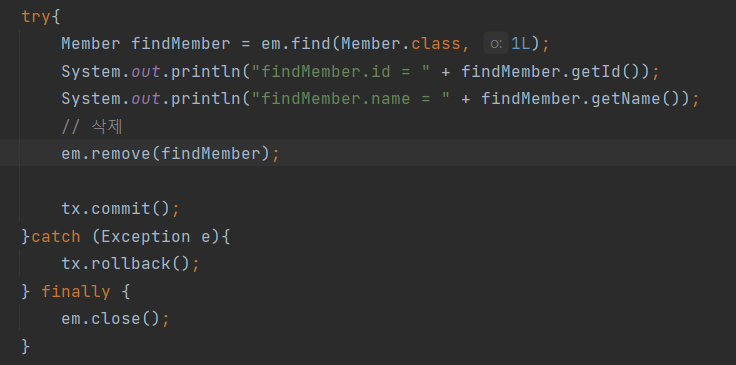 try{
Member findMember = em.find(Member.class, o: 1L);
System.out.println("findMember.id = " + findMember.getId());
System.out.println("findMember.name = " + findMember.getName());
// 삭제
em.remove(findMember);
tx.commit();
}catch (Exception e){
tx.rollback();
} finally {
em.close();
}